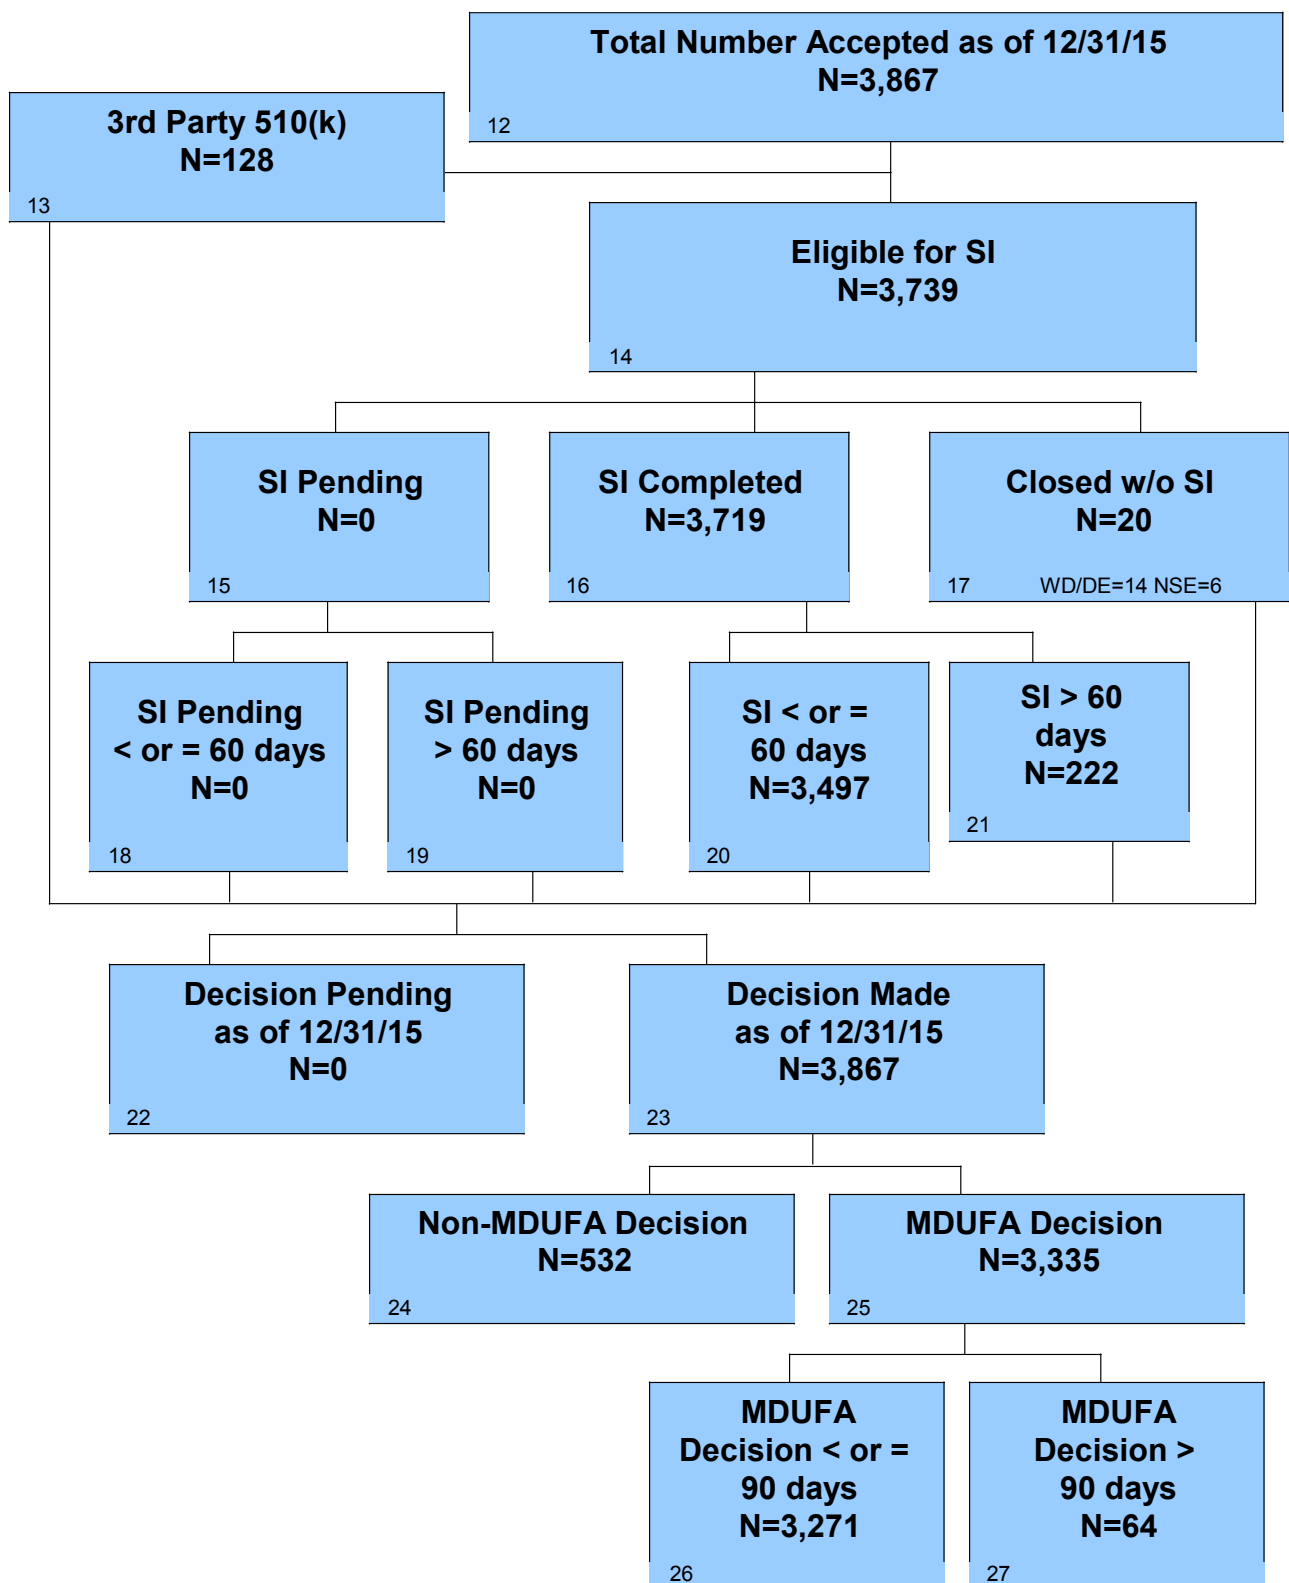 Total Number Accepted as of 12/31/15
N=3,867
12
3rd Party 510(k)
N=128
13
Eligible for SI
N=3,739
14
SI Pending
N=0
15
SI Completed
N=3,719
16
Closed w/o SI
N=20
17 WD/DE=14 NSE=6
SI Pending
< or = 60 days
N=0
18
SI Pending
> 60 days
N=0
19
SI < or =
60 days
N=3,497
20
SI > 60
days
N=222
21
Decision Pending
as of 12/31/15
N=0
22
Decision Made
as of 12/31/15
N=3,867
23
Non-MDUFA Decision
N=532
24
MDUFA Decision
N=3,335
25
MDUFA
Decision < or =
90 days
N=3,271
26
MDUFA
Decision >
90 days
N=64
27